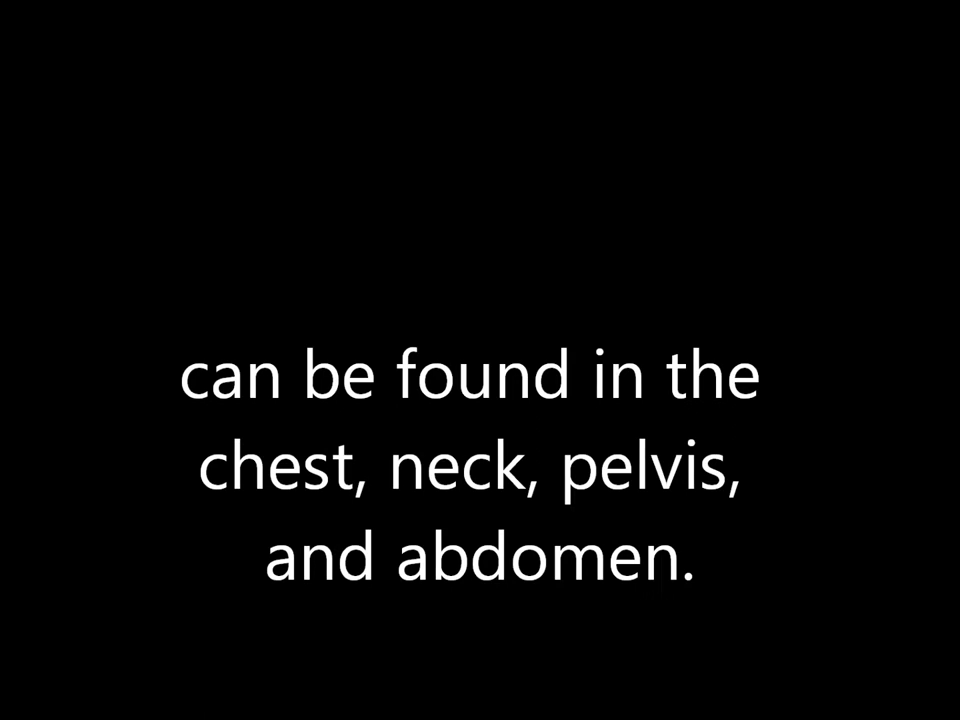 can be found in the
chest, neck, pelvis,
and abdomen.